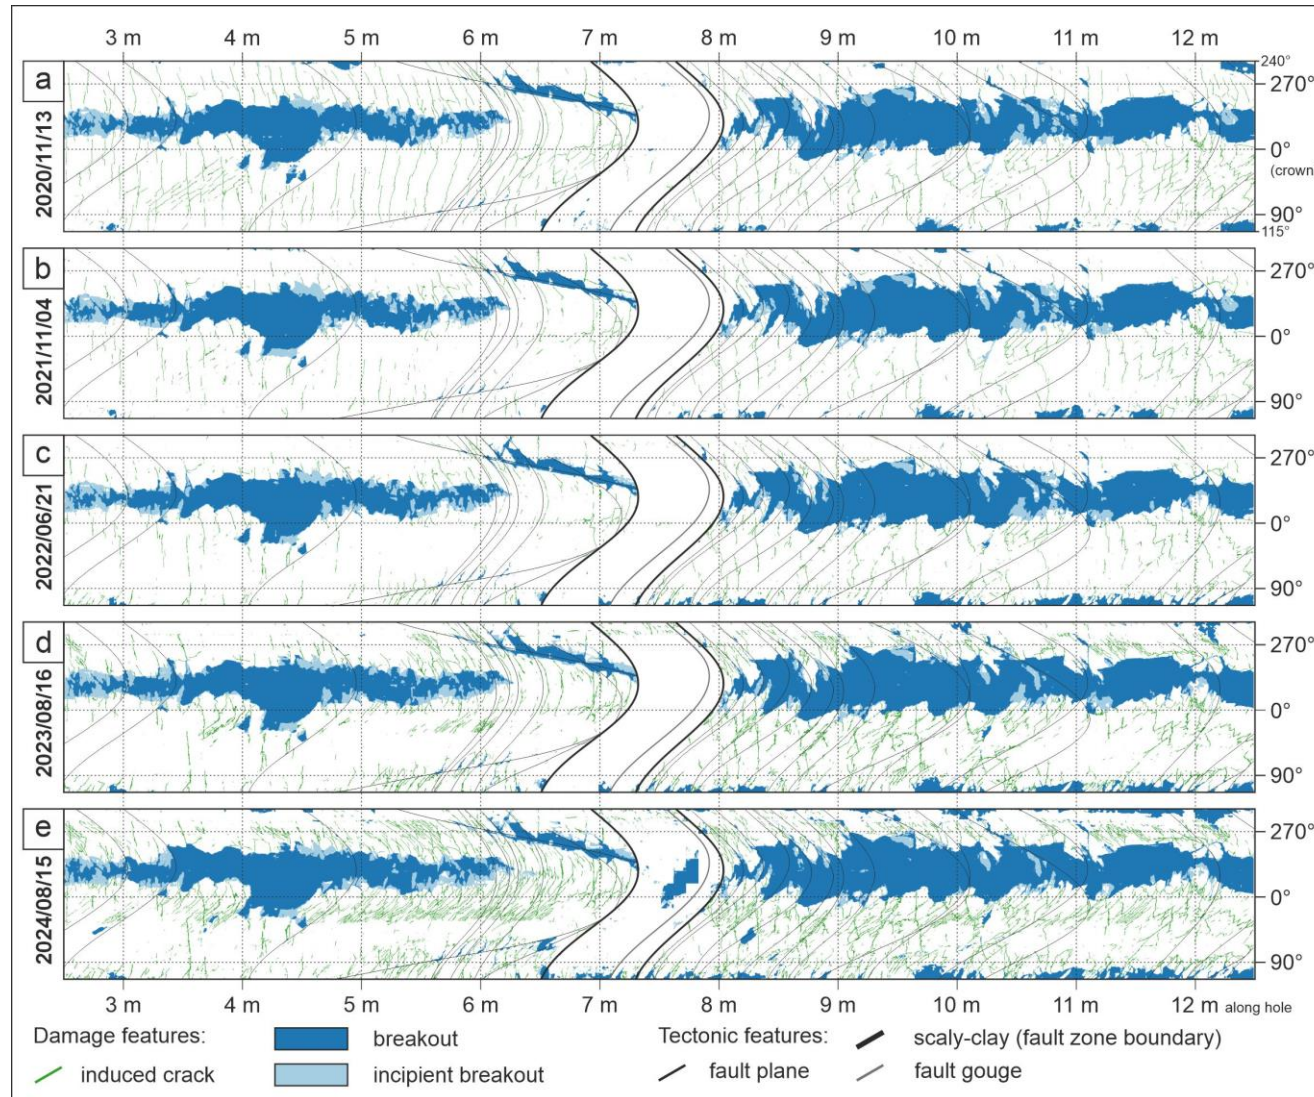 3 m 4 m 5 m 6 m 7 m 8 m 9 m 10 m 11 m 12 m
a
2020/11/13
240°
270°
0°
(crown
90°
115°
b
2021/11/04
270°
0°
90°
c
2022/06/21
270°
0°
90°
d
2023/08/16
270°
0°
90°
e
2024/08/15
270°
0°
90°
3 m 4 m 5 m 6 m 7 m 8 m 9 m 10 m 11 m 12 m along hole
Damage features: breakout Tectonic features: scaly-clay (fault zone boundary)
induced crack incipient breakout fault plane fault gouge